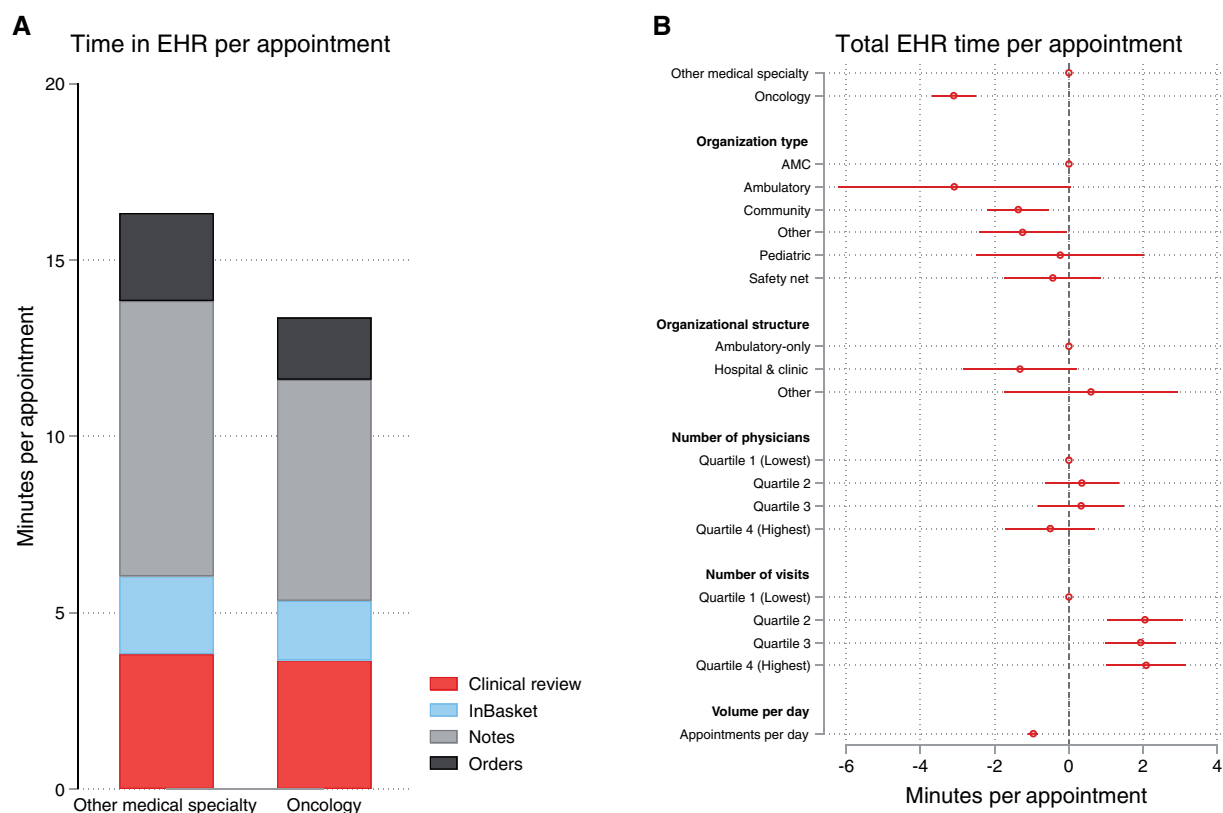 A
Time in EHR per appointment
Minutes per appointment
20
15
10
5
0
Other medical specialty
Oncology
Clinical review
InBasket
Notes
Orders
B
Total EHR time per appointment
Other medical specialty
Oncology
Organization type
AMC
Ambulatory
Community
Other
Pediatric
Safety net
Organizational structure
Ambulatory-only
Hospital & clinic
Other
Number of physicians
Quartile 1 (Lowest)
Quartile 2
Quartile 3
Quartile 4 (Highest)
Number of visits
Quartile 1 (Lowest)
Quartile 2
Quartile 3
Quartile 4 (Highest)
Volume per day
Appointments per day
-6 -4 -2 0 2 4
Minutes per appointment